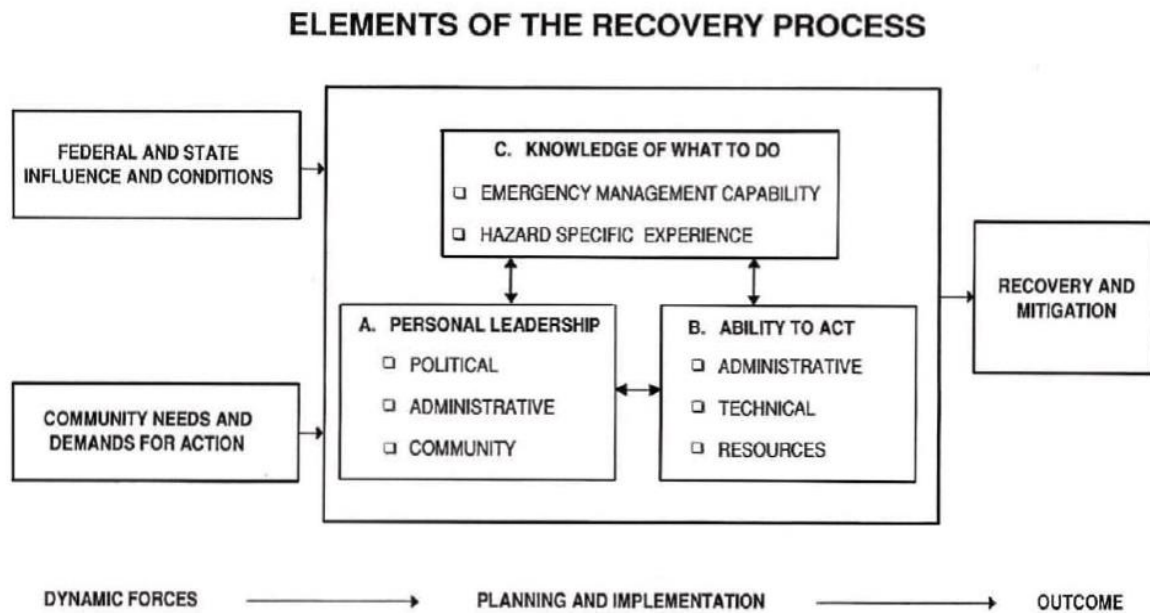 ELEMENTS OF THE RECOVERY PROCESS
FEDERAL AND STATE
INFLUENCE AND CONDITIONS
COMMUNITY NEEDS AND
DEMANDS FOR ACTION
C. KNOWLEDGE OF WHAT TO DO
EMERGENCY MANAGEMENT CAPABILITY
HAZARD SPECIFIC EXPERIENCE
A. PERSONAL LEADERSHIP
POLITICAL
ADMINISTRATIVE
COMMUNITY
B. ABILITY TO ACT
ADMINISTRATIVE
TECHNICAL
RESOURCES
RECOVERY AND
MITIGATION
DYNAMIC FORCES
PLANNING AND IMPLEMENTATION
OUTCOME